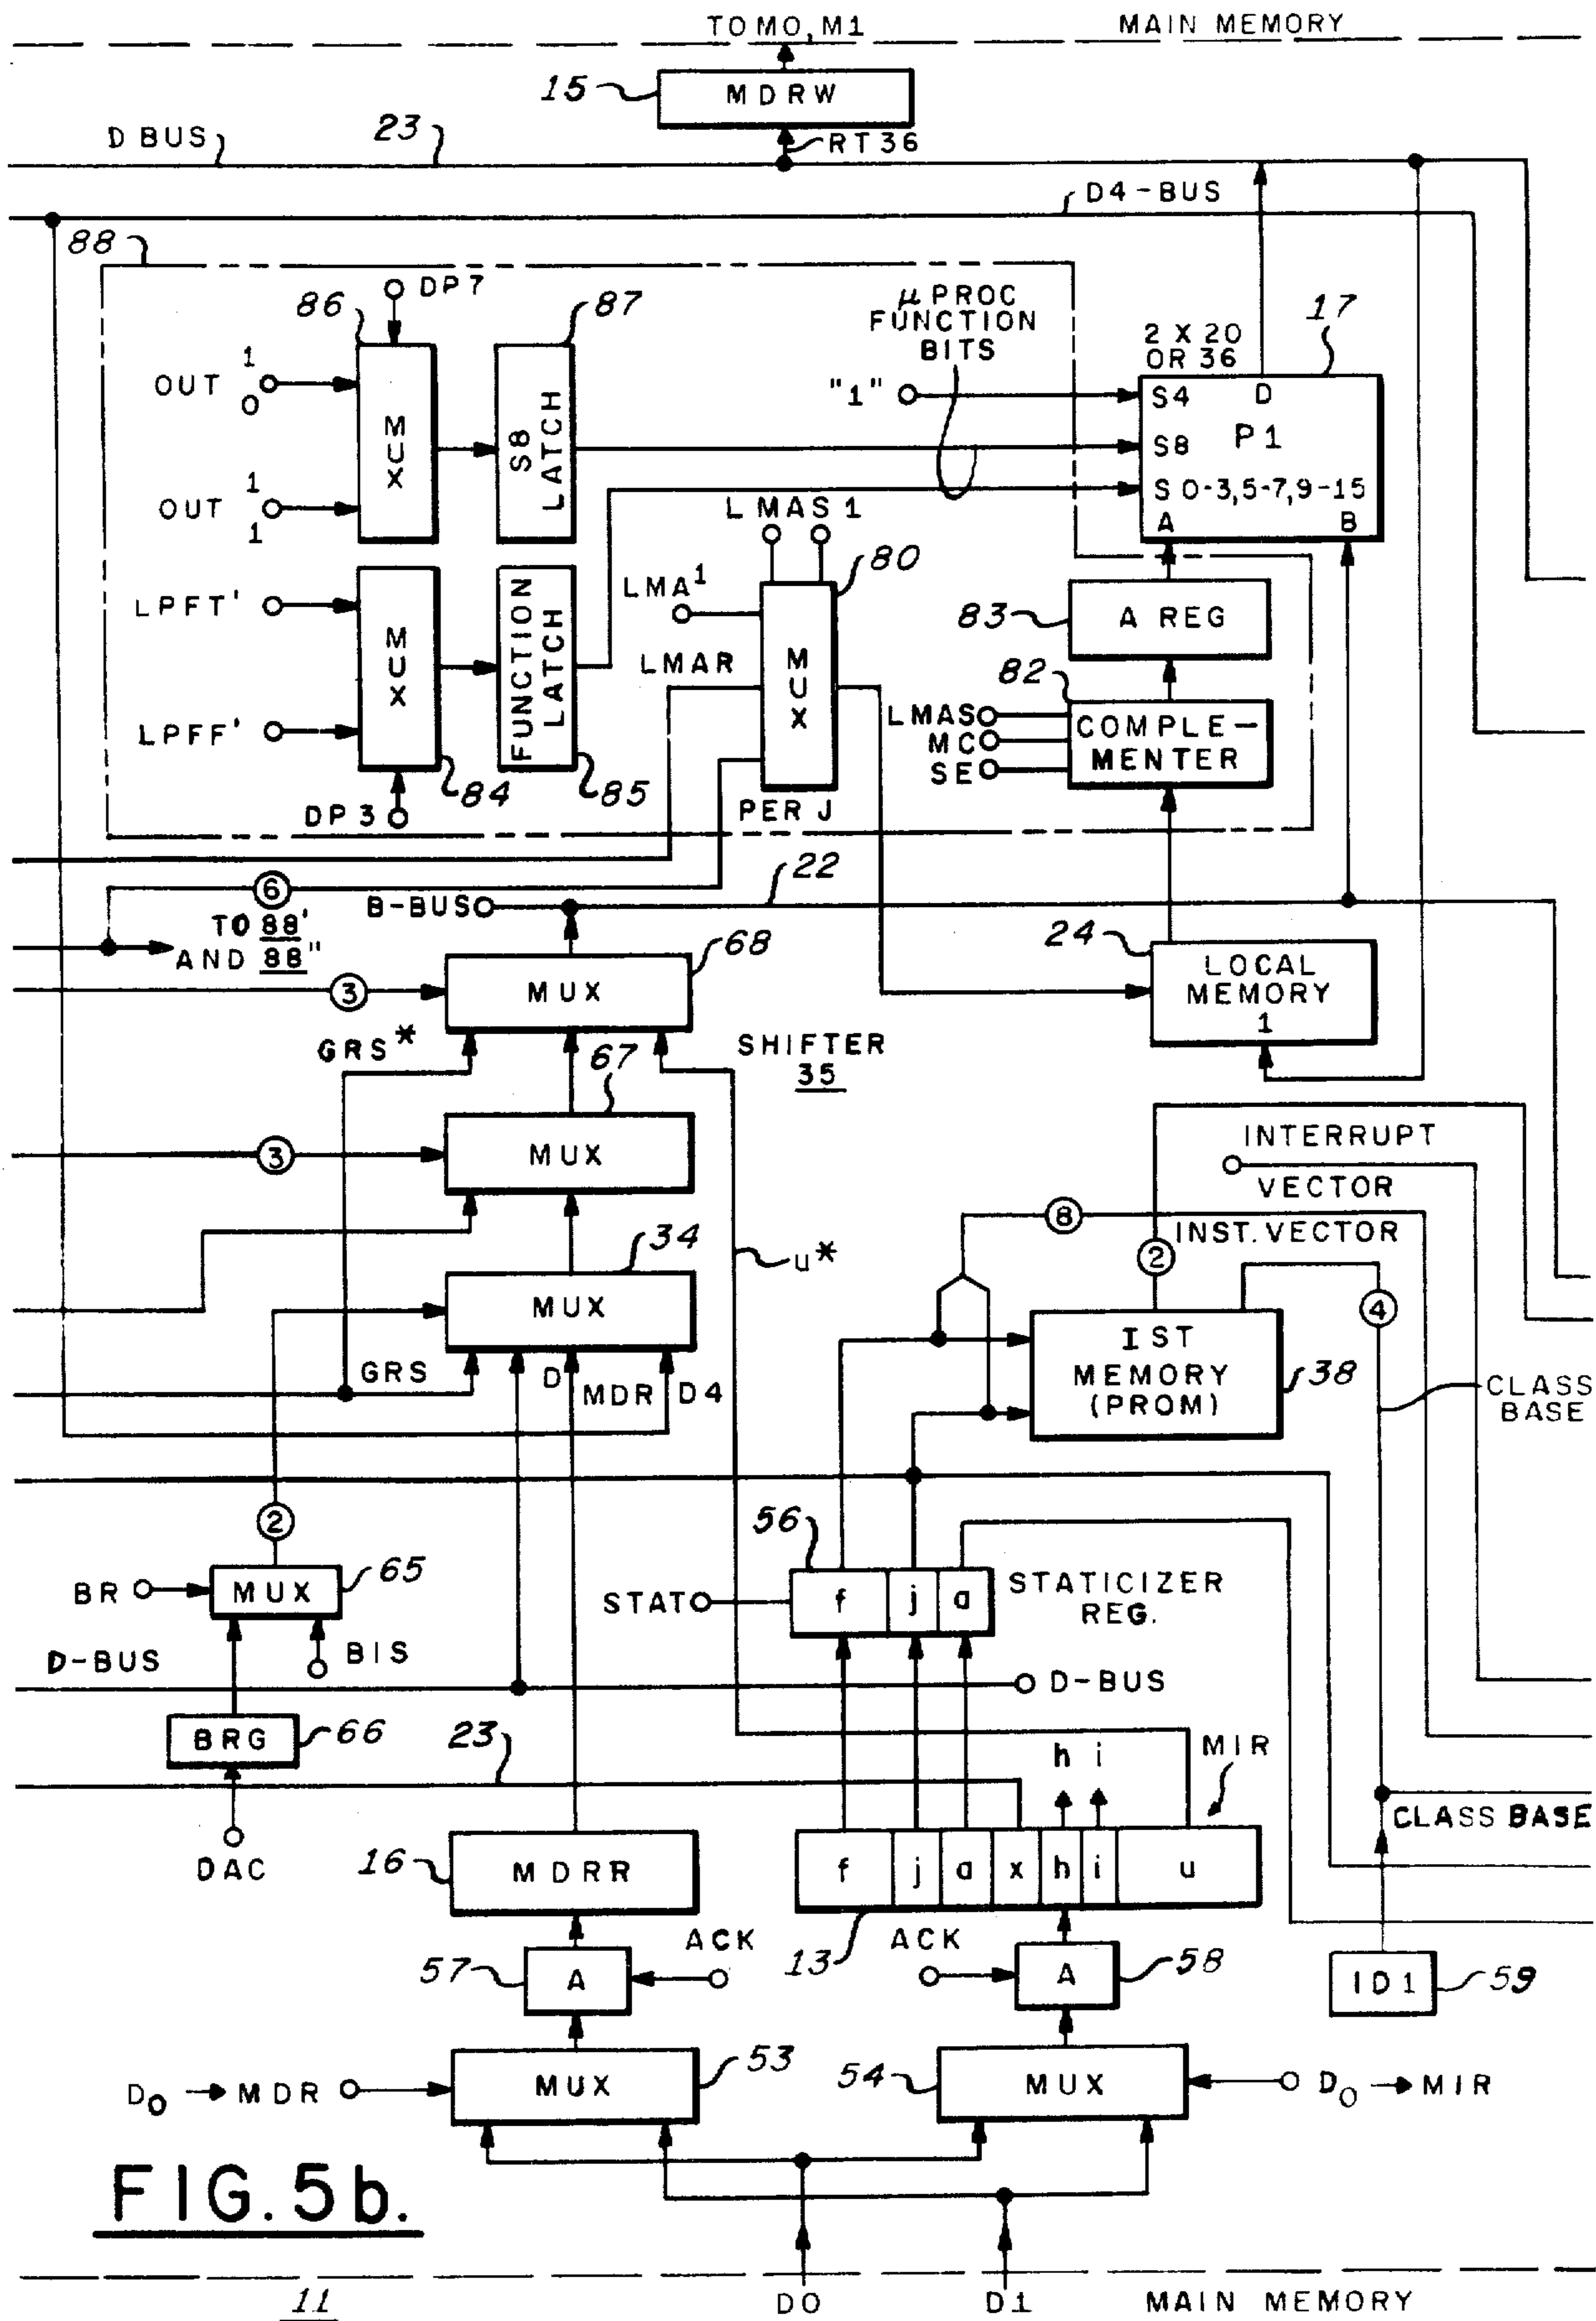 TO MO, M1
MAIN MEMORY
15
MDRW
D BUS
23
RT36
D4-BUS
88
DP7
86
87
μ PROC
FUNCTION
BITS
17
2 X 20
OR 36
OUT 1
0
MUX
S8
LATCH
"1"
S4
D
P1
S8
OUT 1
1
S 0-3,5-7,9-15
A
B
LMAS 1
80
LMA1
LPFT'
MUX
FUNCTION
LATCH
83
A REG
LMAR
MUX
82
LPFF'
LMAS
MC
SE
COMPLE-
MENTER
84
85
DP3
PER J
6
22
B-BUS
TO 88'
AND 88"
68
24
LOCAL
MEMORY
1
3
MUX
GRS*
SHIFTER
35
67
3
MUX
INTERRUPT
VECTOR
8
INST. VECTOR
34
u*
2
MUX
4
IST
MEMORY
(PROM)
38
GRS
D
MDR
D4
CLASS
BASE
2
56
65
BR
MUX
STAT
f
j
a
STATICIZER
REG.
BIS
D-BUS
D-BUS
BRG
66
23
h
i
MIR
CLASS BASE
DAC
16
MDRR
f
j
a
x
h
i
u
ACK
13
ACK
57
A
A
58
ID1
59
53
54
D0 → MDR
MUX
MUX
D0 → MIR
FIG. 5b.
11
D0
D1
MAIN MEMORY